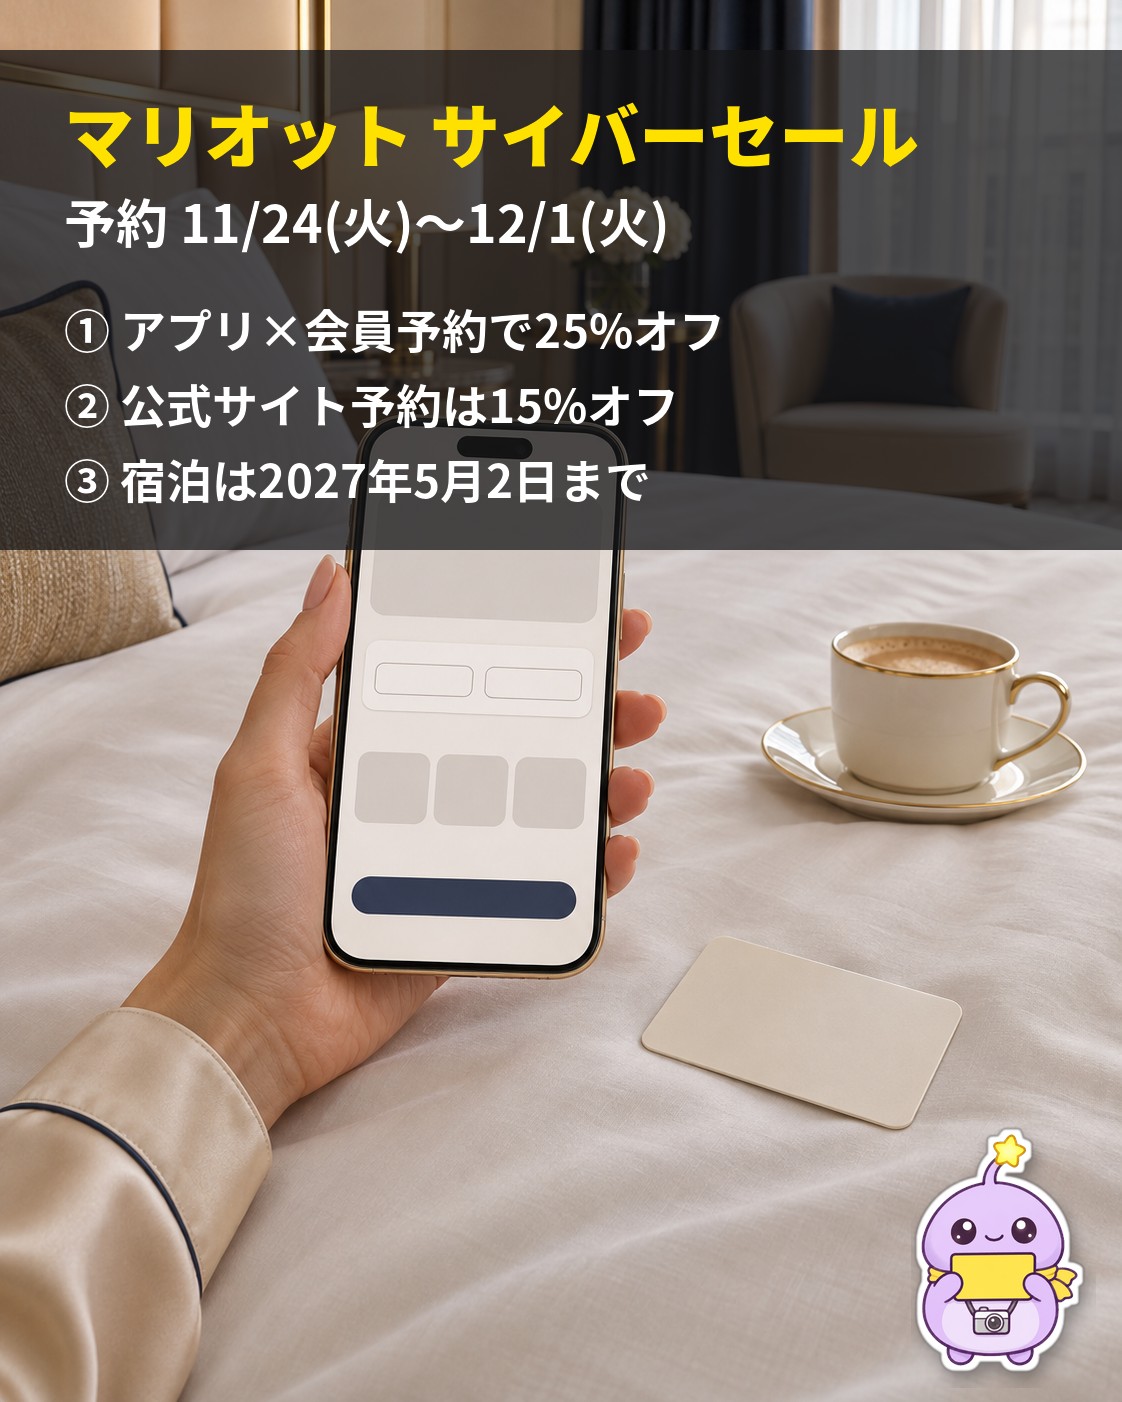 マリオット サイバーセール
予約 11/24(火)〜12/1(火)
① アプリ×会員予約で25%オフ
② 公式サイト予約は15%オフ
③ 宿泊は2027年5月2日まで